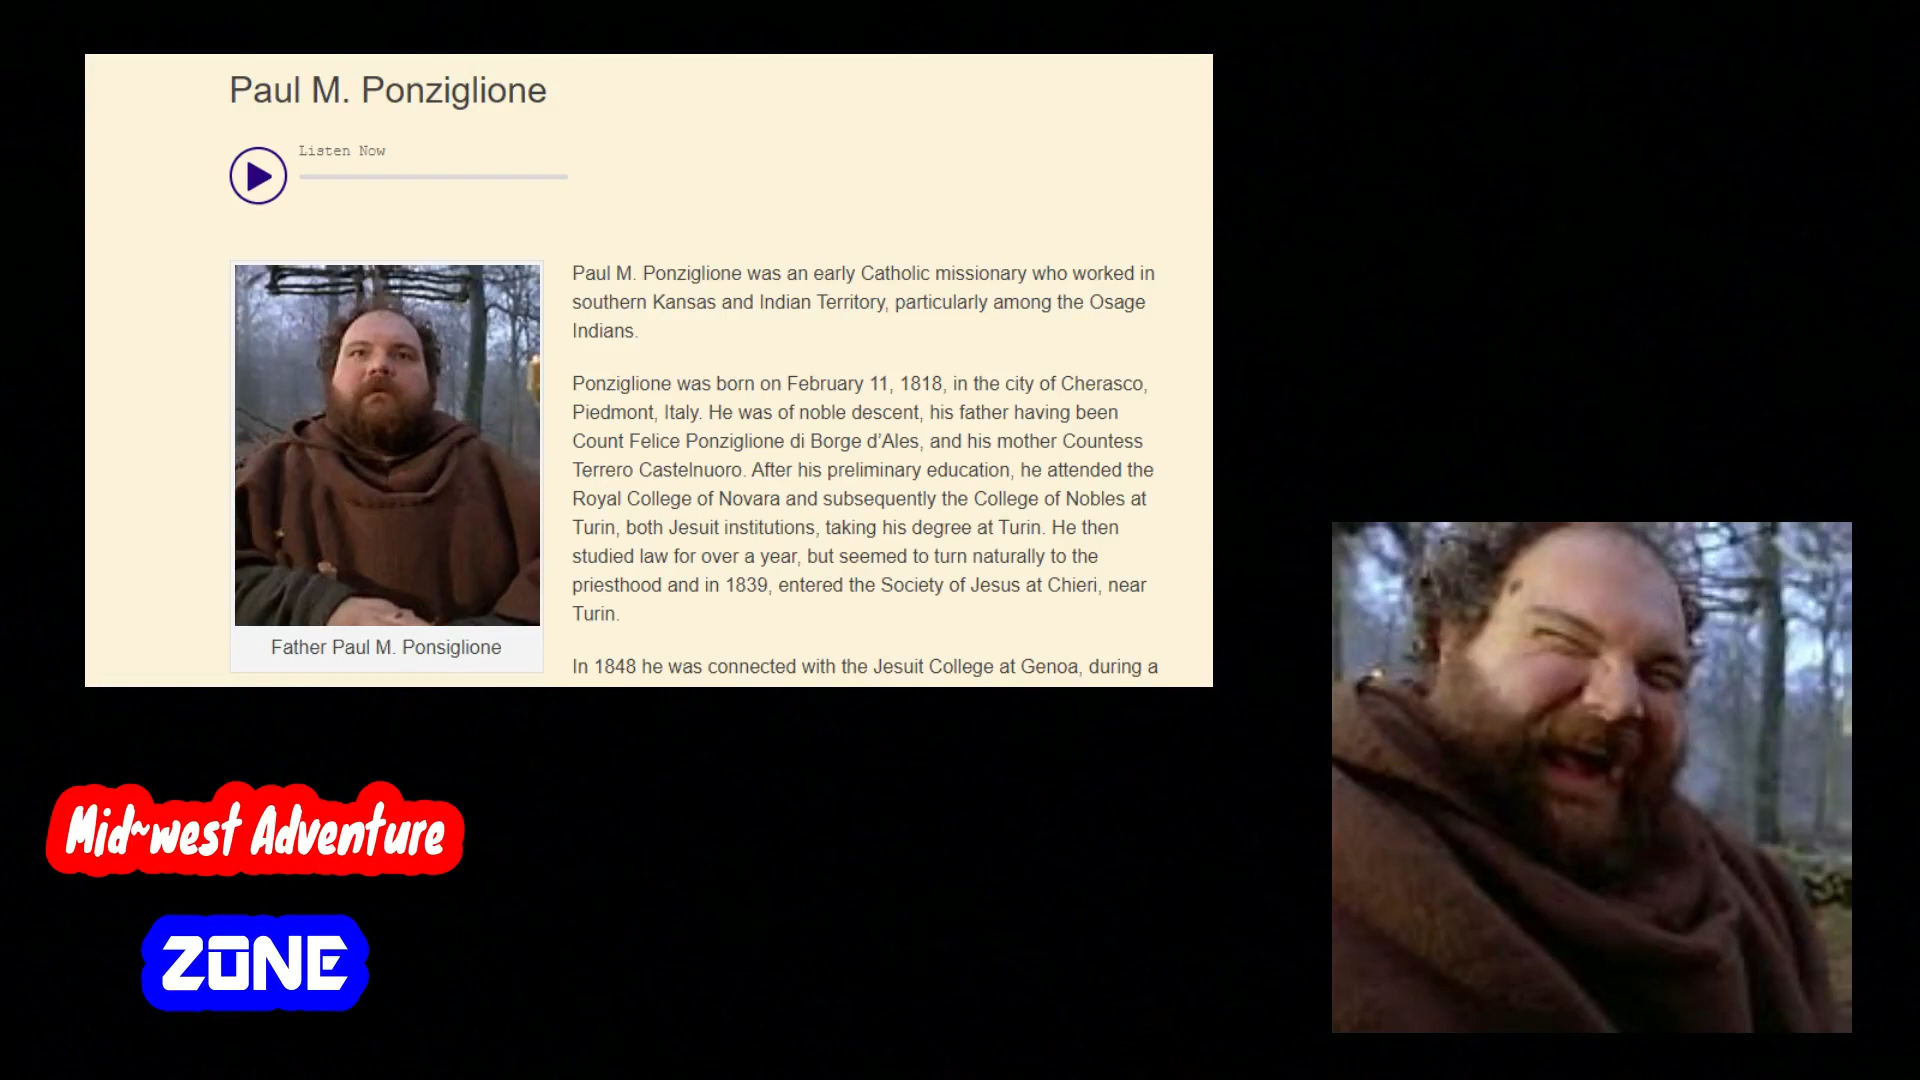 Paul M. Ponziglione
Listen Now
Paul M. Ponziglione was an early Catholic missionary who worked in
southern Kansas and Indian Territory, particularly among the Osage
Indians.
Ponziglione was born on February 11, 1818, in the city of Cherasco,
Piedmont, Italy. He was of noble descent, his father having been
Count Felice Ponziglione di Borge d’Ales, and his mother Countess
Terrero Castelnuoro. After his preliminary education, he attended the
Royal College of Novara and subsequently the College of Nobles at
Turin, both Jesuit institutions, taking his degree at Turin. He then
studied law for over a year, but seemed to turn naturally to the
priesthood and in 1839, entered the Society of Jesus at Chieri, near
Turin.
In 1848 he was connected with the Jesuit College at Genoa, during a
Father Paul M. Ponsiglione
Mid~west Adventure
ZONE